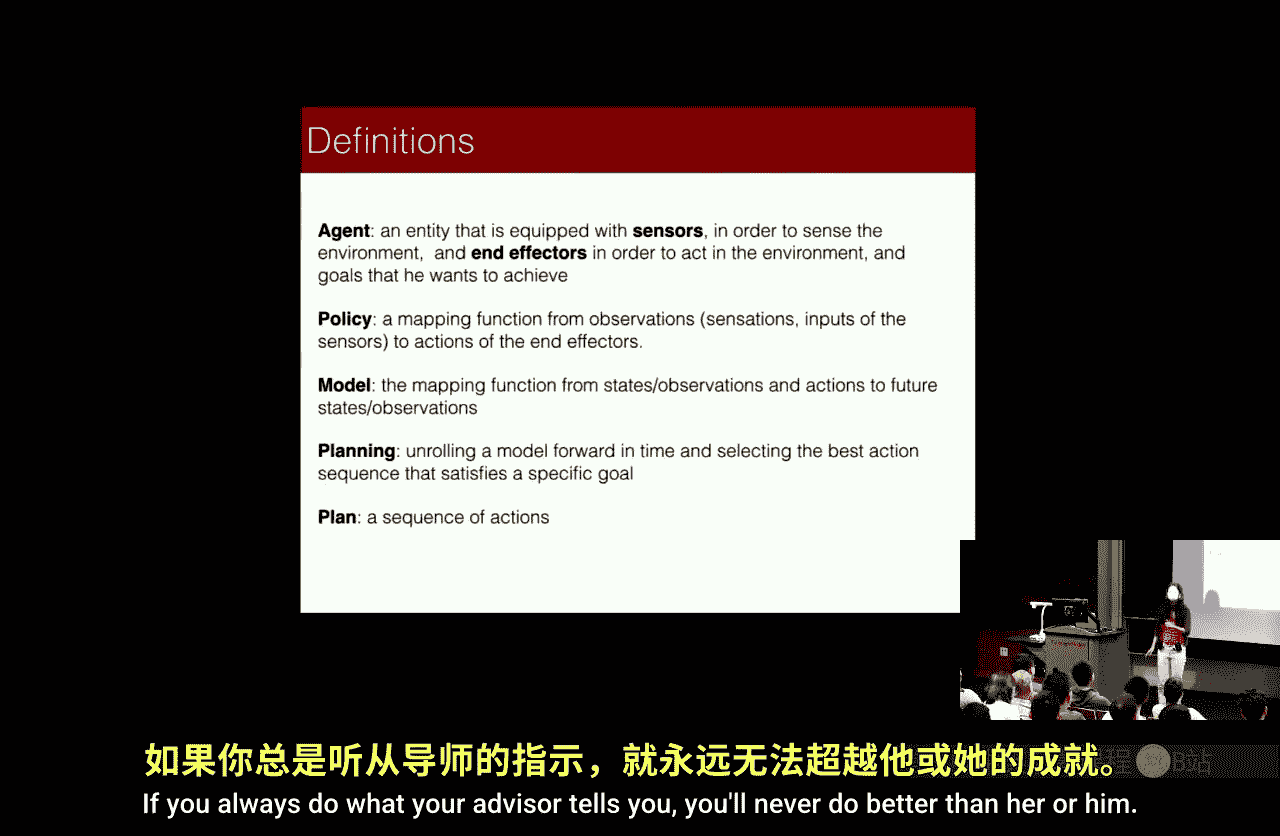 Definitions
Agent: an entity that is equipped with sensors, in order to sense the
environment, and end effectors in order to act in the environment, and
goals that he wants to achieve
Policy: a mapping function from observations (sensations, inputs of the
sensors) to actions of the end effectors.
Model: the mapping function from states/observations and actions to future
states/observations
Planning: unrolling a model forward in time and selecting the best action
sequence that satisfies a specific goal
Plan: a sequence of actions
如果你总是听从导师的指示，就永远无法超越他或她的成就。
程 B站
If you always do what your advisor tells you, you'll never do better than her or him.